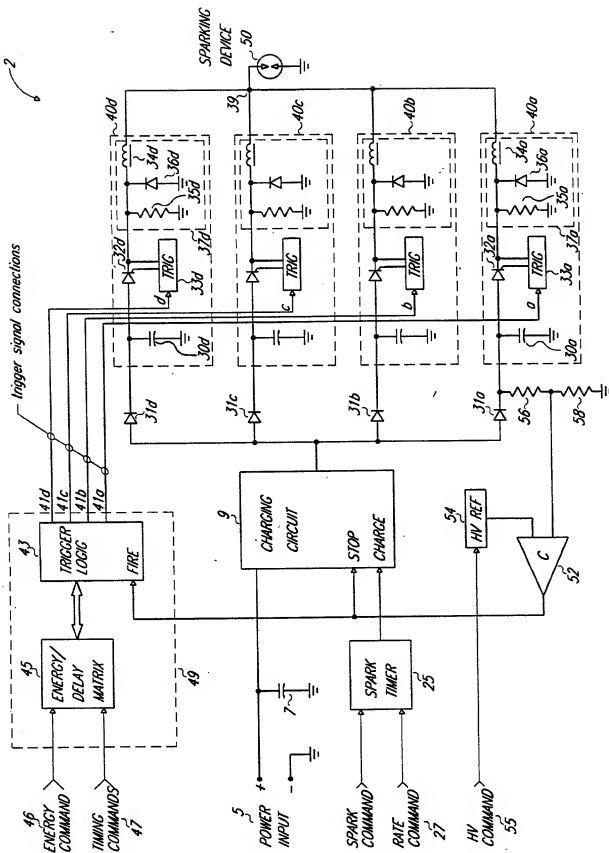 2
SPARKING
DEVICE
50
39
40d
34d
36d
35d
37d
32d
TRIG
33d
d
30d
31d
40c
TRIG
c
31c
40b
TRIG
b
31b
40a
34a
36a
35a
37a
32a
TRIG
33a
a
30a
31a
56
58
trigger signal connections
41d
41c
41b
41a
43
TRIGGER
LOGIC
FIRE
45
ENERGY/
DELAY
MATRIX
49
46
ENERGY
COMMAND
TIMING
COMMANDS
47
9
CHARGING
CIRCUIT
STOP
CHARGE
7
5
POWER
INPUT
+
-
SPARK
TIMER
25
SPARK
COMMAND
RATE
COMMAND
27
54
HV REF
C
52
HV
COMMAND
55